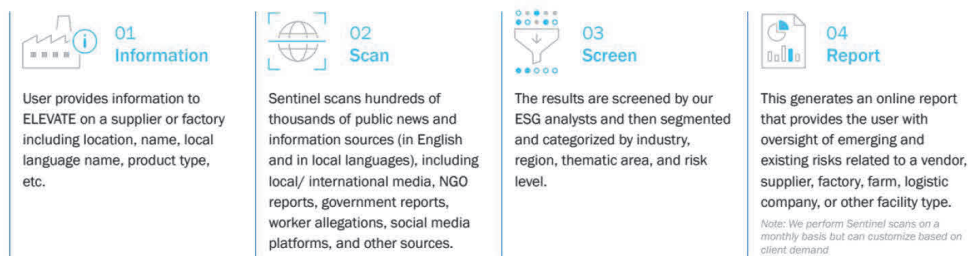 01
Information
User provides information to
ELEVATE on a supplier or factory
including location, name, local
language name, product type,
etc.
02
Scan
Sentinel scans hundreds of
thousands of public news and
information sources (in English
and in local languages), including
local/ international media, NGO
reports, government reports,
worker allegations, social media
platforms, and other sources.
03
Screen
The results are screened by our
ESG analysts and then segmented
and categorized by industry,
region, thematic area, and risk
level.
04
Report
This generates an online report
that provides the user with
oversight of emerging and
existing risks related to a vendor,
supplier, factory, farm, logistic
company, or other facility type.
Note: We perform Sentinel scans on a
monthly basis but can customize based on
client demand